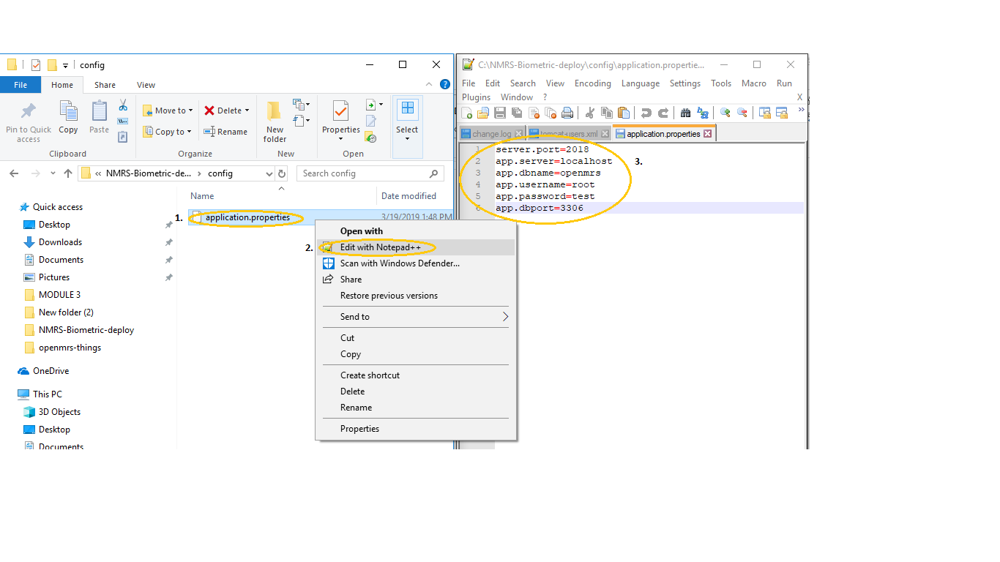 config
File
Home
Share
View
Pin to Quick access
Copy
Paste
Clipboard
Move to
Copy to
Delete
Rename
Organize
New folder
New
Properties
Open
Select
« NMRS-Biometric-de... > config
Search config
Name
Date modified
1.
application.properties
3/19/2019 1:48 PM
Quick access
Desktop
Downloads
Documents
Pictures
MODULE 3
New folder (2)
NMRS-Biometric-deploy
openmrs-things
OneDrive
This PC
3D Objects
Desktop
Documents
Open with
2.
Edit with Notepad++
Scan with Windows Defender...
Share
Restore previous versions
Send to
Cut
Copy
Create shortcut
Delete
Rename
Properties
C:\NMRS-Biometric-deploy\config\application.propertie...
File Edit Search View Encoding Language Settings Tools Macro Run
Plugins Window ? X
change.log
tomcat-users.xml
application.properties
1 server.port=2018
2 app.server=localhost
3.
3 app.dbname=openmrs
4 app.username=root
5 app.password=test
6 app.dbport=3306